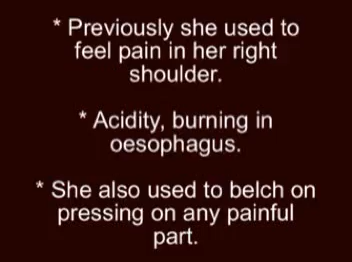 * Previously she used to
feel pain in her right
shoulder.
* Acidity, burning in
oesophagus.
* She also used to belch on
pressing on any painful
part.